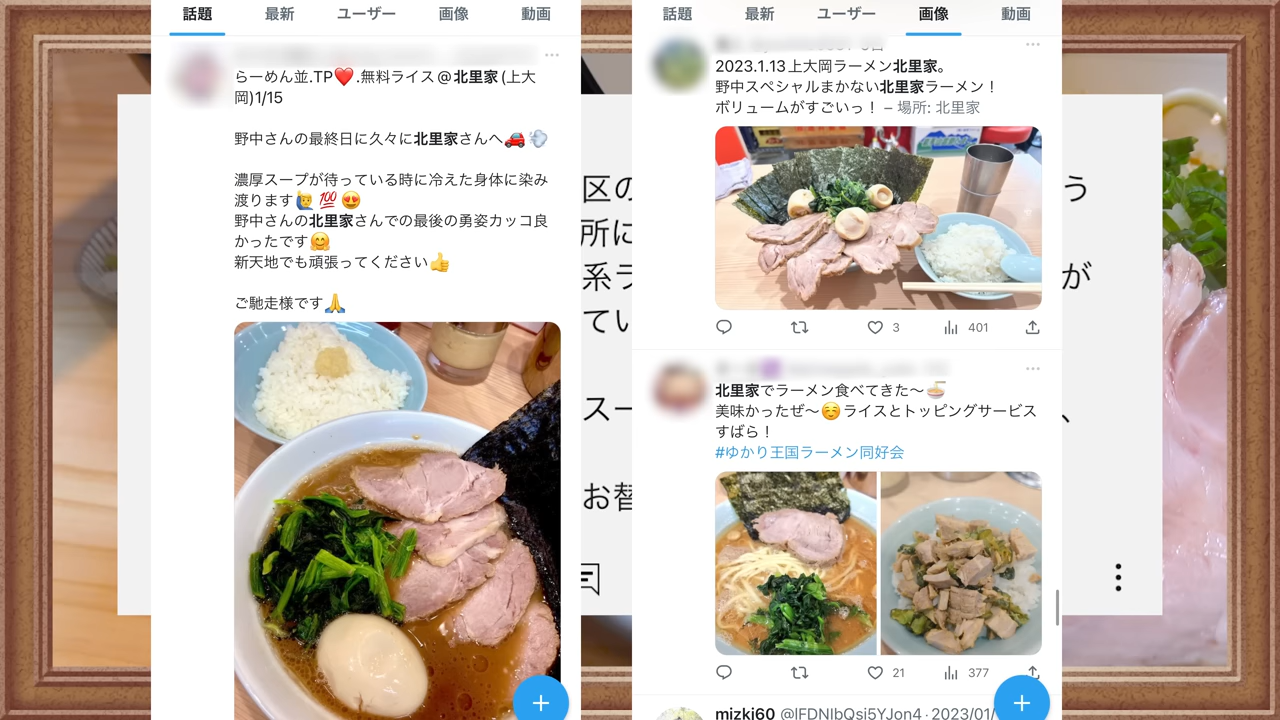 話題 最新 ユーザー 画像 動画
らーめん並.TP❤️.無料ライス@北里家(上大
岡)1/15
野中さんの最終日に久々に北里家さんへ🚗💨
濃厚スープが待っている時に冷えた身体に染み
渡ります🙋‍♂️💯😍
野中さんの北里家さんでの最後の勇姿カッコ良
かったです🤗
新天地でも頑張ってください👍
ご馳走様です🙏
区の
所に
系ラ
てい
スー
お替
話題 最新 ユーザー 画像 動画
2023.1.13上大岡ラーメン北里家。
野中スペシャルまかない北里家ラーメン！
ボリュームがすごいっ！ – 場所: 北里家
3 401
北里家でラーメン食べてきた〜🍜
美味かったぜ〜☺️ライスとトッピングサービス
すばら！
#ゆかり王国ラーメン同好会
21 377
mizki60 @lFDNlbQsi5YJon4 · 2023/01/
う
が
、